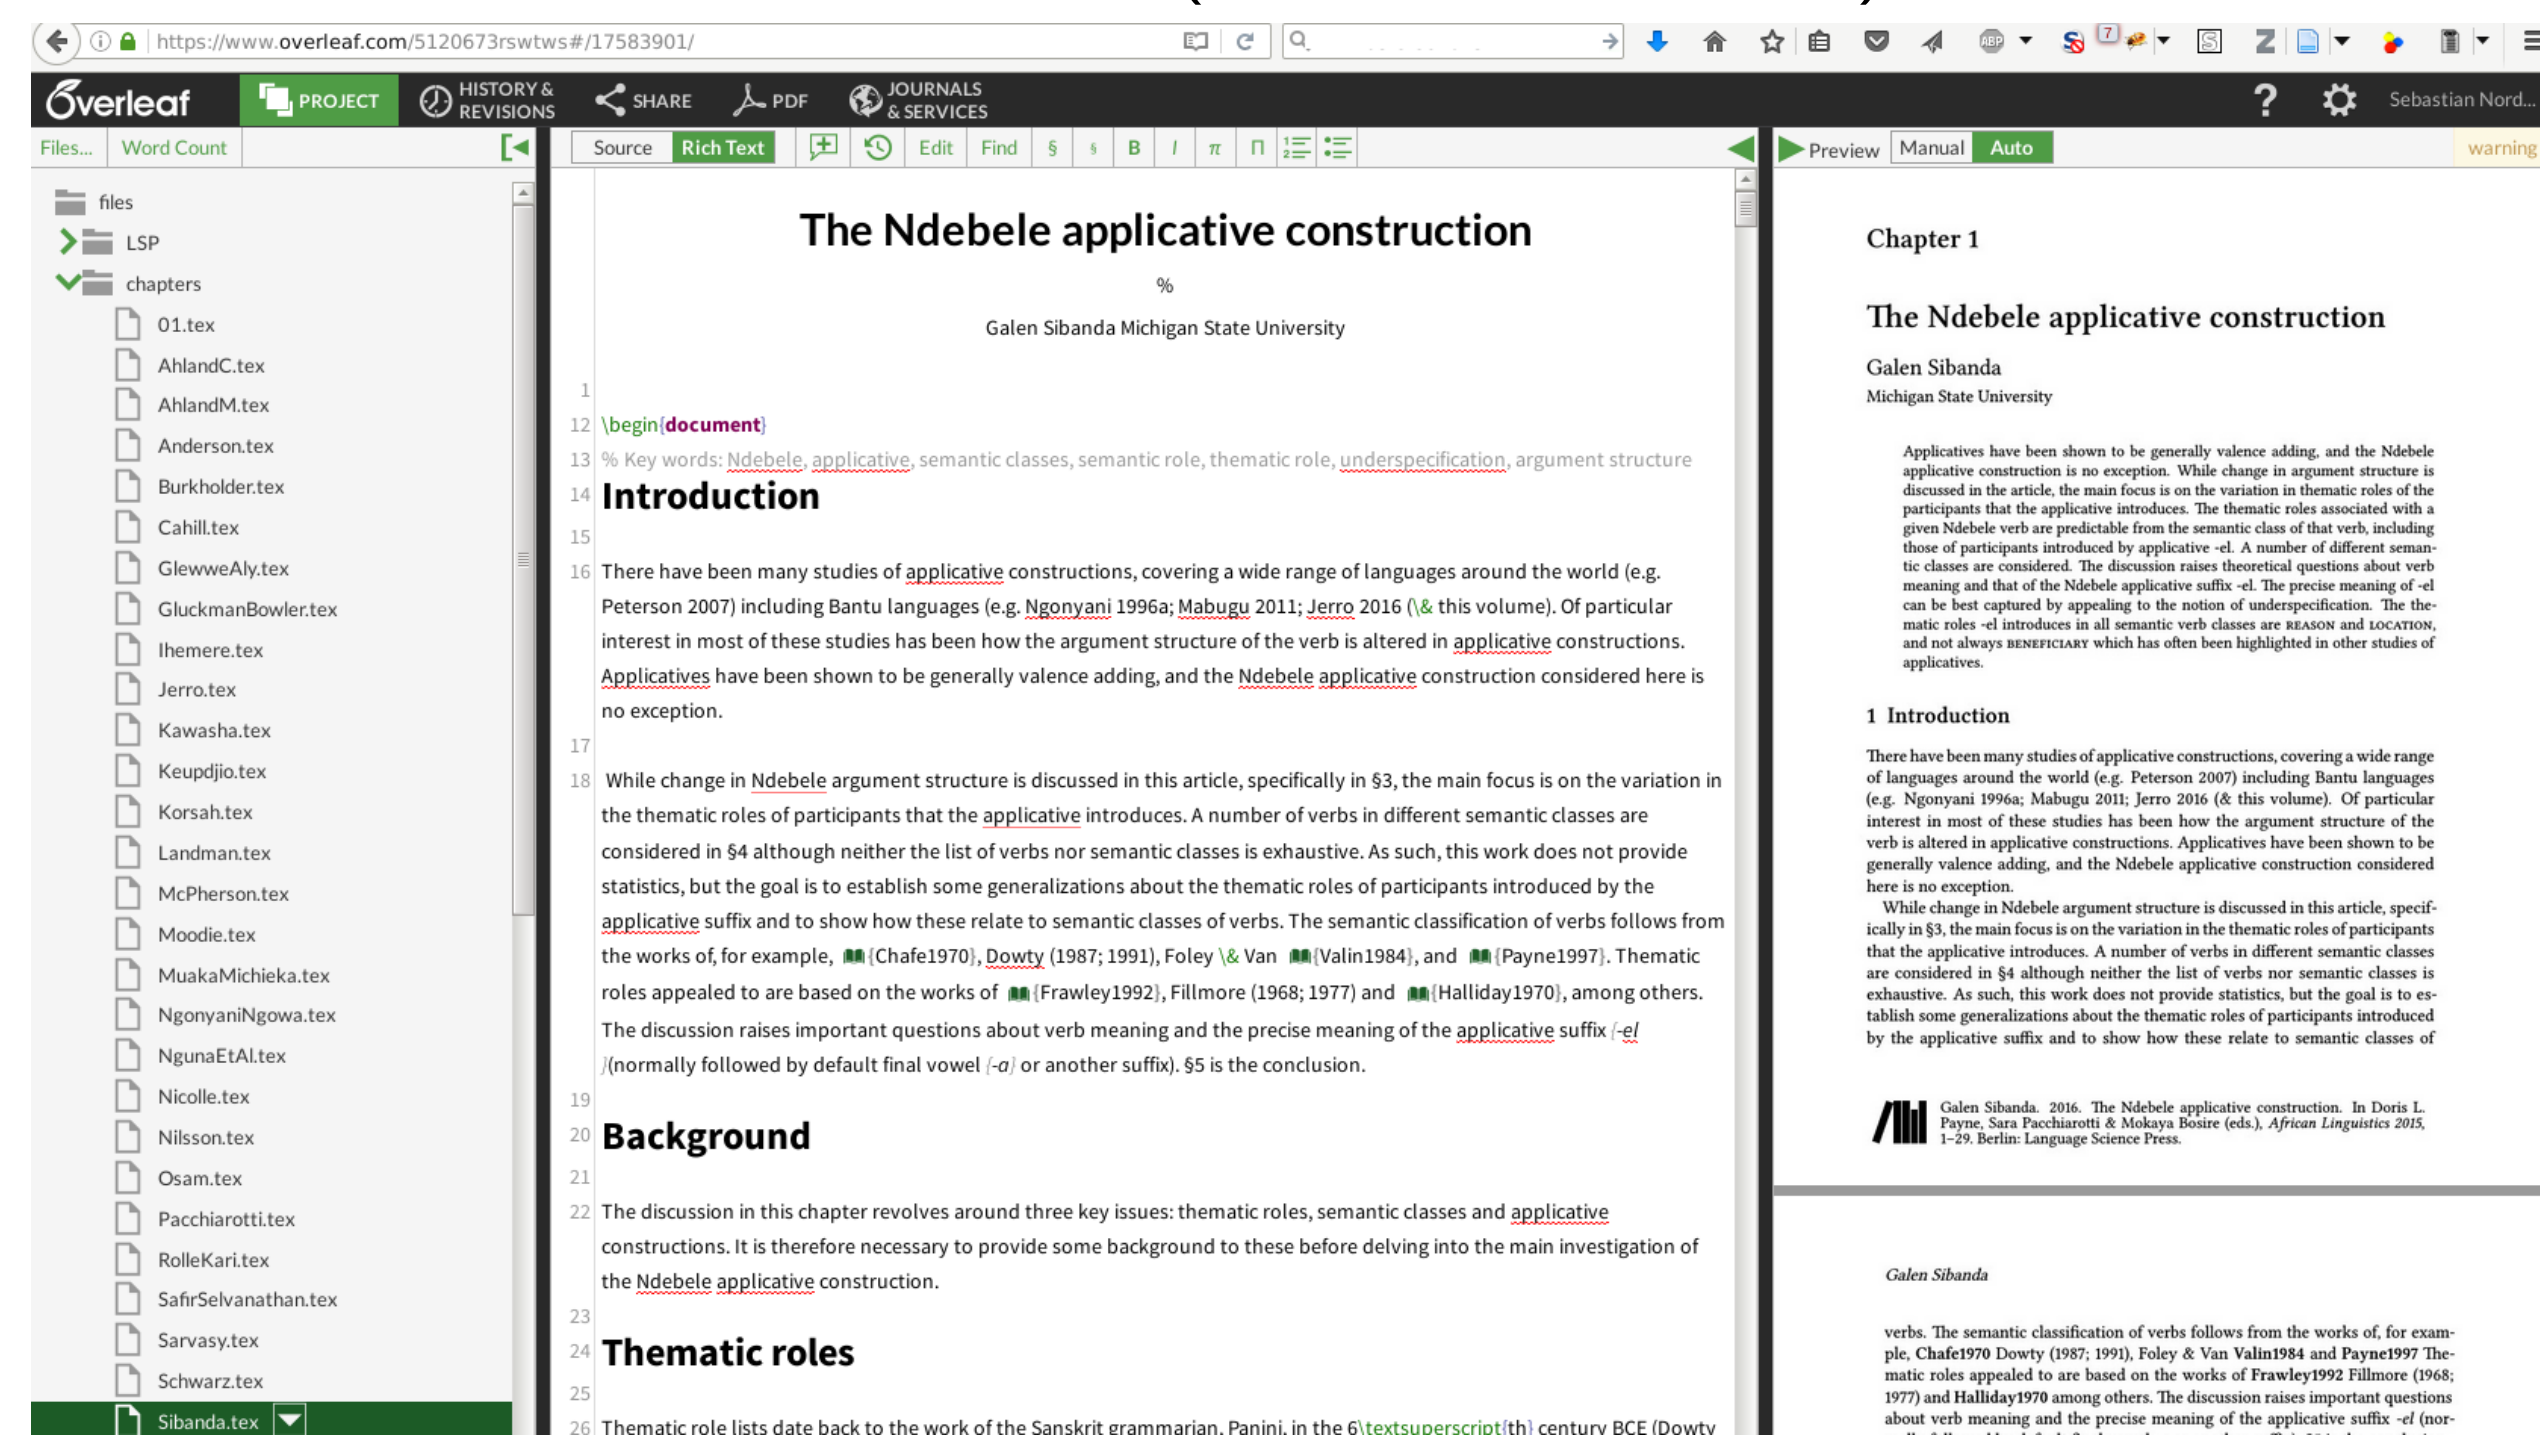 https://www.overleaf.com/5120673rswtws#/17583901/
ABP
7
Overleaf
PROJECT
HISTORY & REVISIONS
SHARE
PDF
JOURNALS & SERVICES
?
Sebastian Nord...
Files...
Word Count
Source
Rich Text
Edit
Find
§
§
B
I
π
Π
Preview
Manual
Auto
warning
files
LSP
chapters
01.tex
AhlandC.tex
AhlandM.tex
Anderson.tex
Burkholder.tex
Cahill.tex
GlewweAly.tex
GluckmanBowler.tex
Ihemere.tex
Jerro.tex
Kawasha.tex
Keupdjio.tex
Korsah.tex
Landman.tex
McPherson.tex
Moodie.tex
MuakaMichieka.tex
NgonyaniNgowa.tex
NgunaEtAl.tex
Nicolle.tex
Nilsson.tex
Osam.tex
Pacchiarotti.tex
RolleKari.tex
SafirSelvanathan.tex
Sarvasy.tex
Schwarz.tex
Sibanda.tex
The Ndebele applicative construction
%
Galen Sibanda Michigan State University
1
12 \begin{document}
13 % Key words: Ndebele, applicative, semantic classes, semantic role, thematic role, underspecification, argument structure
14 Introduction
15
16 There have been many studies of applicative constructions, covering a wide range of languages around the world (e.g.
Peterson 2007) including Bantu languages (e.g. Ngonyani 1996a; Mabugu 2011; Jerro 2016 (\& this volume). Of particular
interest in most of these studies has been how the argument structure of the verb is altered in applicative constructions.
Applicatives have been shown to be generally valence adding, and the Ndebele applicative construction considered here is
no exception.
17
18 While change in Ndebele argument structure is discussed in this article, specifically in §3, the main focus is on the variation in
the thematic roles of participants that the applicative introduces. A number of verbs in different semantic classes are
considered in §4 although neither the list of verbs nor semantic classes is exhaustive. As such, this work does not provide
statistics, but the goal is to establish some generalizations about the thematic roles of participants introduced by the
applicative suffix and to show how these relate to semantic classes of verbs. The semantic classification of verbs follows from
the works of, for example, {Chafe1970}, Dowty (1987; 1991), Foley \& Van {Valin1984}, and {Payne1997}. Thematic
roles appealed to are based on the works of {Frawley1992}, Fillmore (1968; 1977) and {Halliday1970}, among others.
The discussion raises important questions about verb meaning and the precise meaning of the applicative suffix {-el
}(normally followed by default final vowel {-a} or another suffix). §5 is the conclusion.
19
20 Background
21
22 The discussion in this chapter revolves around three key issues: thematic roles, semantic classes and applicative
constructions. It is therefore necessary to provide some background to these before delving into the main investigation of
the Ndebele applicative construction.
23
24 Thematic roles
25
26 Thematic role lists date back to the work of the Sanskrit grammarian, Panini, in the 6\textsuperscript{th} century BCE (Dowty
Chapter 1
The Ndebele applicative construction
Galen Sibanda
Michigan State University
Applicatives have been shown to be generally valence adding, and the Ndebele
applicative construction is no exception. While change in argument structure is
discussed in the article, the main focus is on the variation in thematic roles of the
participants that the applicative introduces. The thematic roles associated with a
given Ndebele verb are predictable from the semantic class of that verb, including
those of participants introduced by applicative -el. A number of different seman-
tic classes are considered. The discussion raises theoretical questions about verb
meaning and that of the Ndebele applicative suffix -el. The precise meaning of -el
can be best captured by appealing to the notion of underspecification. The the-
matic roles -el introduces in all semantic verb classes are REASON and LOCATION,
and not always BENEFICIARY which has often been highlighted in other studies of
applicatives.
1 Introduction
There have been many studies of applicative constructions, covering a wide range
of languages around the world (e.g. Peterson 2007) including Bantu languages
(e.g. Ngonyani 1996a; Mabugu 2011; Jerro 2016 (& this volume). Of particular
interest in most of these studies has been how the argument structure of the
verb is altered in applicative constructions. Applicatives have been shown to be
generally valence adding, and the Ndebele applicative construction considered
here is no exception.
While change in Ndebele argument structure is discussed in this article, specif-
ically in §3, the main focus is on the variation in the thematic roles of participants
that the applicative introduces. A number of verbs in different semantic classes
are considered in §4 although neither the list of verbs nor semantic classes is
exhaustive. As such, this work does not provide statistics, but the goal is to es-
tablish some generalizations about the thematic roles of participants introduced
by the applicative suffix and to show how these relate to semantic classes of
Galen Sibanda. 2016. The Ndebele applicative construction. In Doris L.
Payne, Sara Pacchiarotti & Mokaya Bosire (eds.), African Linguistics 2015,
1–29. Berlin: Language Science Press.
Galen Sibanda
verbs. The semantic classification of verbs follows from the works of, for exam-
ple, Chafe1970 Dowty (1987; 1991), Foley & Van Valin1984 and Payne1997 The-
matic roles appealed to are based on the works of Frawley1992 Fillmore (1968;
1977) and Halliday1970 among others. The discussion raises important questions
about verb meaning and the precise meaning of the applicative suffix -el (nor-